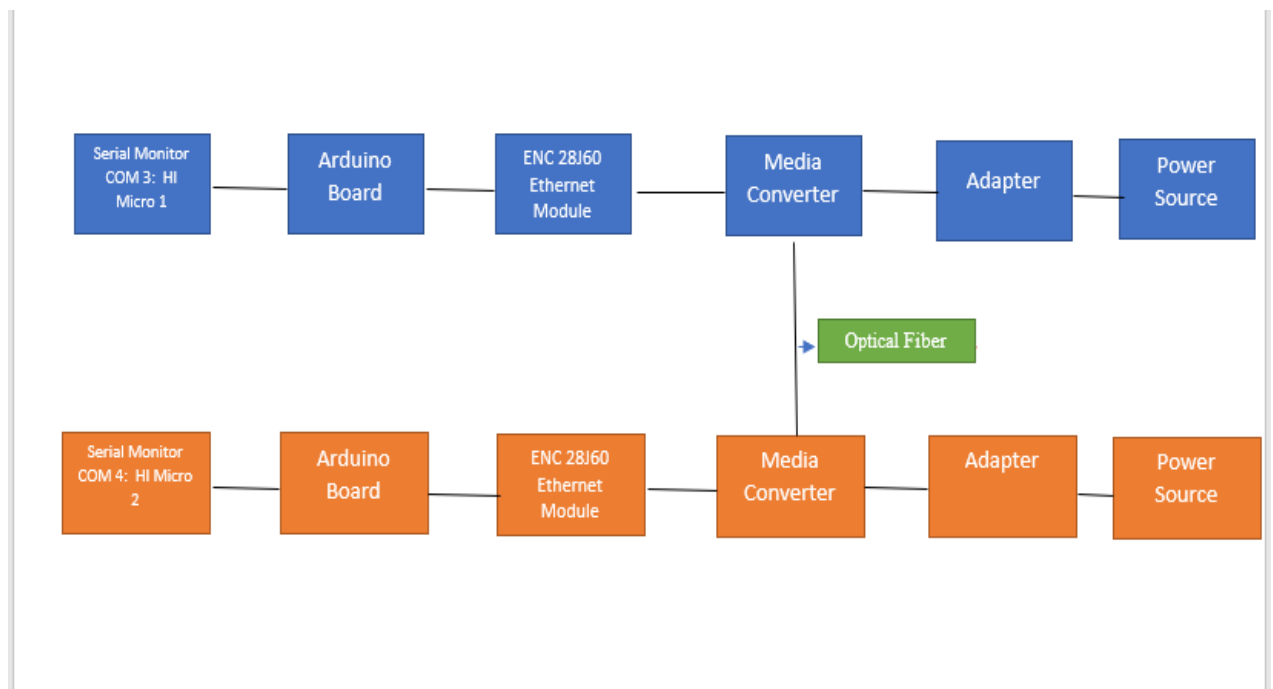 Serial Monitor
COM 3:  HI
Micro 1
Arduino
Board
ENC 28J60
Ethernet
Module
Media
Converter
Adapter
Power
Source
Optical Fiber
Serial Monitor
COM 4:  HI Micro
2
Arduino
Board
ENC 28J60
Ethernet
Module
Media
Converter
Adapter
Power
Source